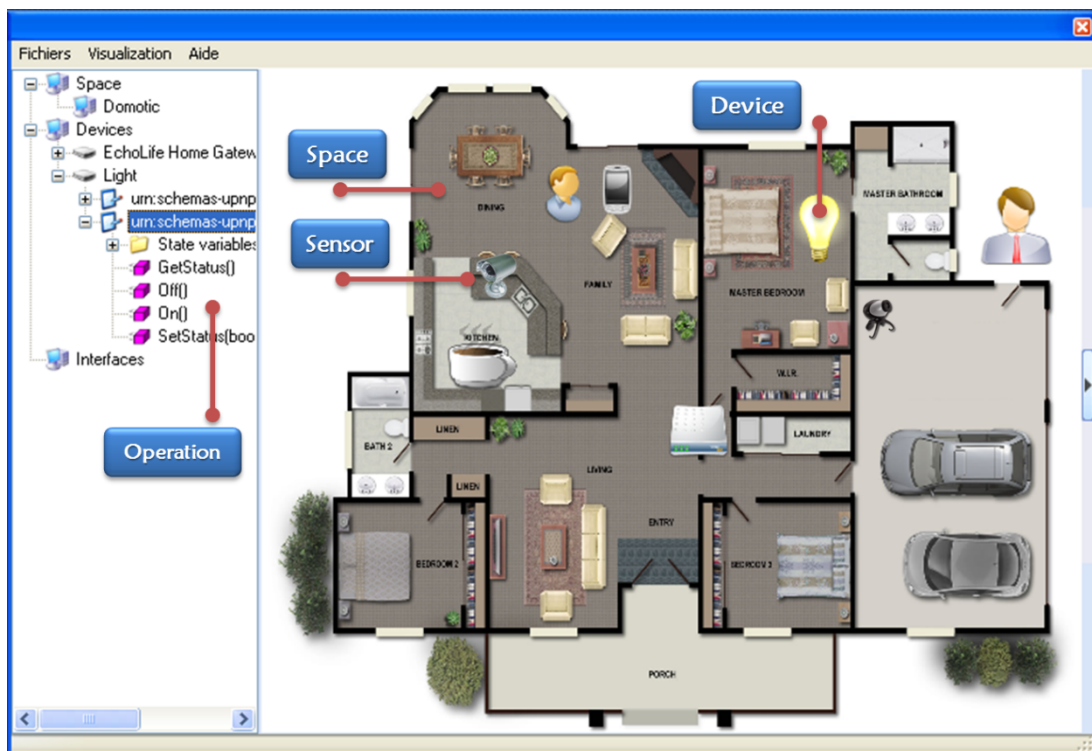 Fichiers Visualization Aide
Space
Domotic
Devices
EchoLife Home Gatew
Light
urn:schemas-upnp
urn:schemas-upnp
State variables
GetStatus()
Off()
On()
SetStatus(boo
Interfaces
Operation
Space
Sensor
Device
DINING
FAMILY
KITCHEN
MASTER BEDROOM
MASTER BATHROOM
W.I.R.
LAUNDRY
LINEN
BATH 2
LINEN
LIVING
ENTRY
BEDROOM 2
BEDROOM 3
PORCH